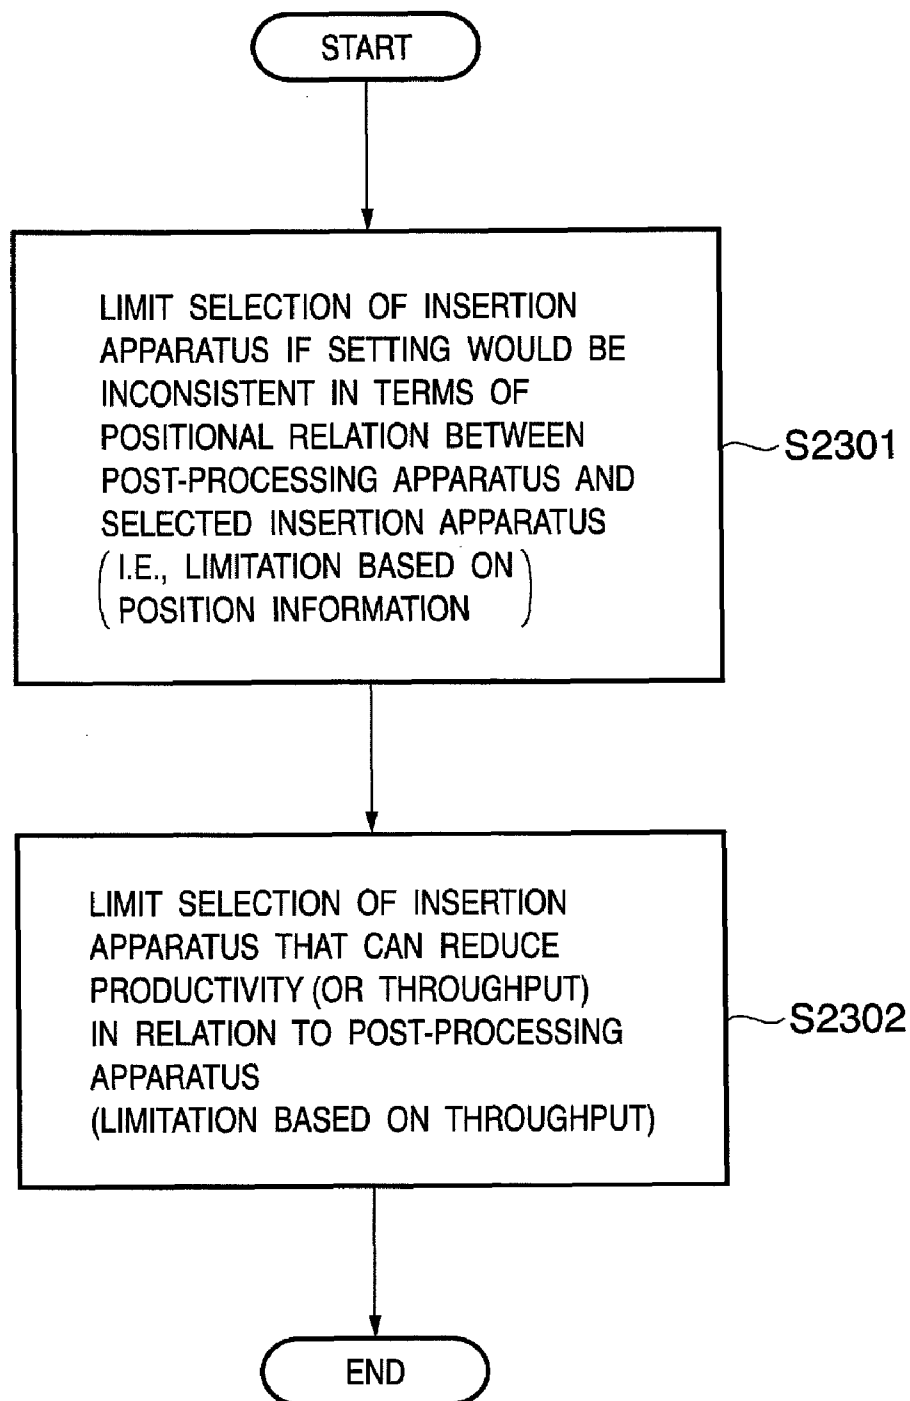 START
LIMIT SELECTION OF INSERTION
APPARATUS IF SETTING WOULD BE
INCONSISTENT IN TERMS OF
POSITIONAL RELATION BETWEEN
POST-PROCESSING APPARATUS AND
SELECTED INSERTION APPARATUS
(I.E., LIMITATION BASED ON
POSITION INFORMATION)
S2301
LIMIT SELECTION OF INSERTION
APPARATUS THAT CAN REDUCE
PRODUCTIVITY (OR THROUGHPUT)
IN RELATION TO POST-PROCESSING
APPARATUS
(LIMITATION BASED ON THROUGHPUT)
S2302
END